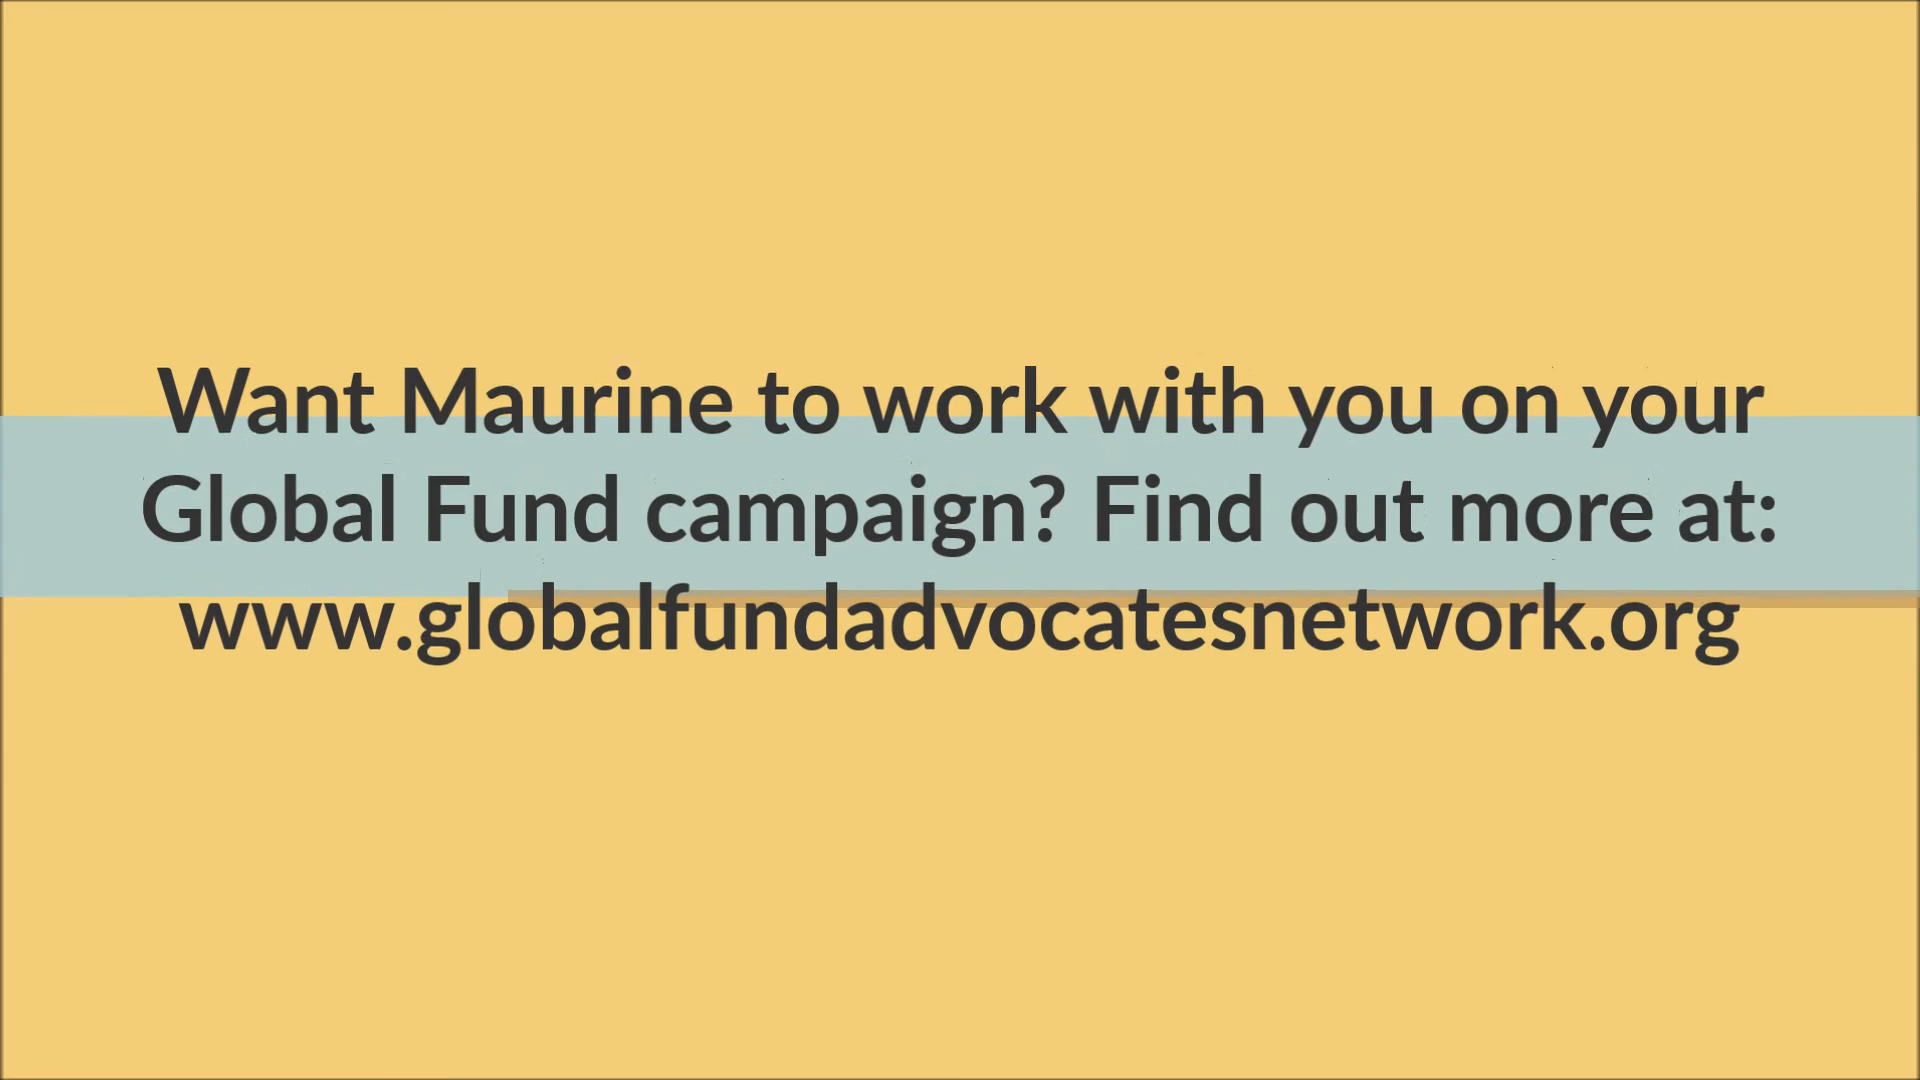 Want Maurine to work with you on your
Global Fund campaign? Find out more at:
www.globalfundadvocatesnetwork.org